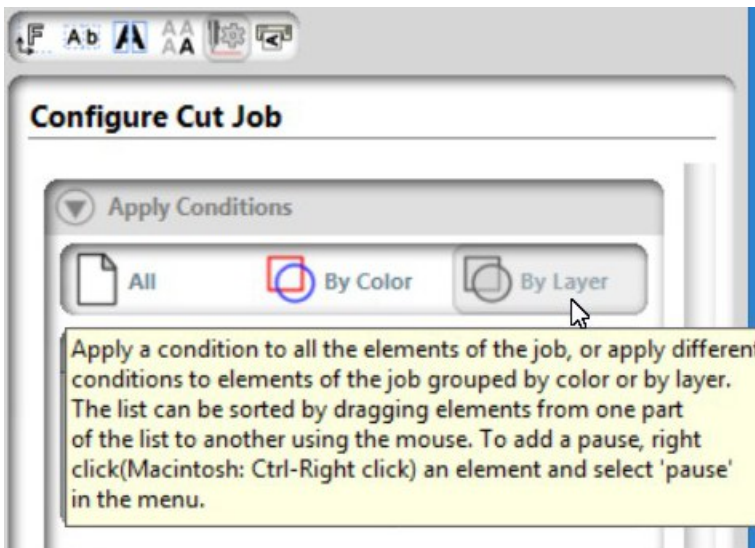 F Ab AA AA
AA
Configure Cut Job
Apply Conditions
All By Color By Layer
Apply a condition to all the elements of the job, or apply different
conditions to elements of the job grouped by color or by layer.
The list can be sorted by dragging elements from one part
of the list to another using the mouse. To add a pause, right
click(Macintosh: Ctrl-Right click) an element and select 'pause'
in the menu.